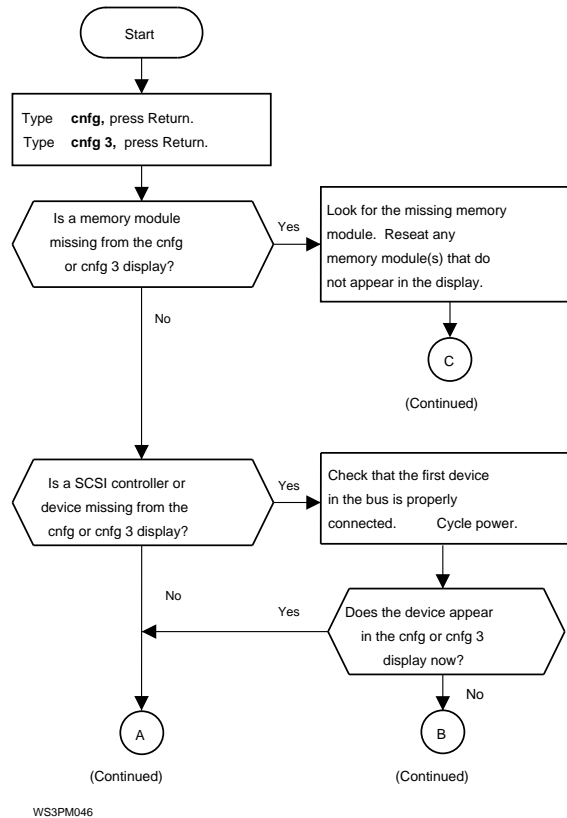 Start
Type cnfg, press Return.
Type cnfg 3, press Return.
Is a memory module
missing from the cnfg
or cnfg 3 display?
Yes
Look for the missing memory
module. Reseat any
memory module(s) that do
not appear in the display.
No
C
(Continued)
Is a SCSI controller or
device missing from the
cnfg or cnfg 3 display?
Yes
Check that the first device
in the bus is properly
connected. Cycle power.
No
Yes
Does the device appear
in the cnfg or cnfg 3
display now?
No
A
(Continued)
B
(Continued)
WS3PM046